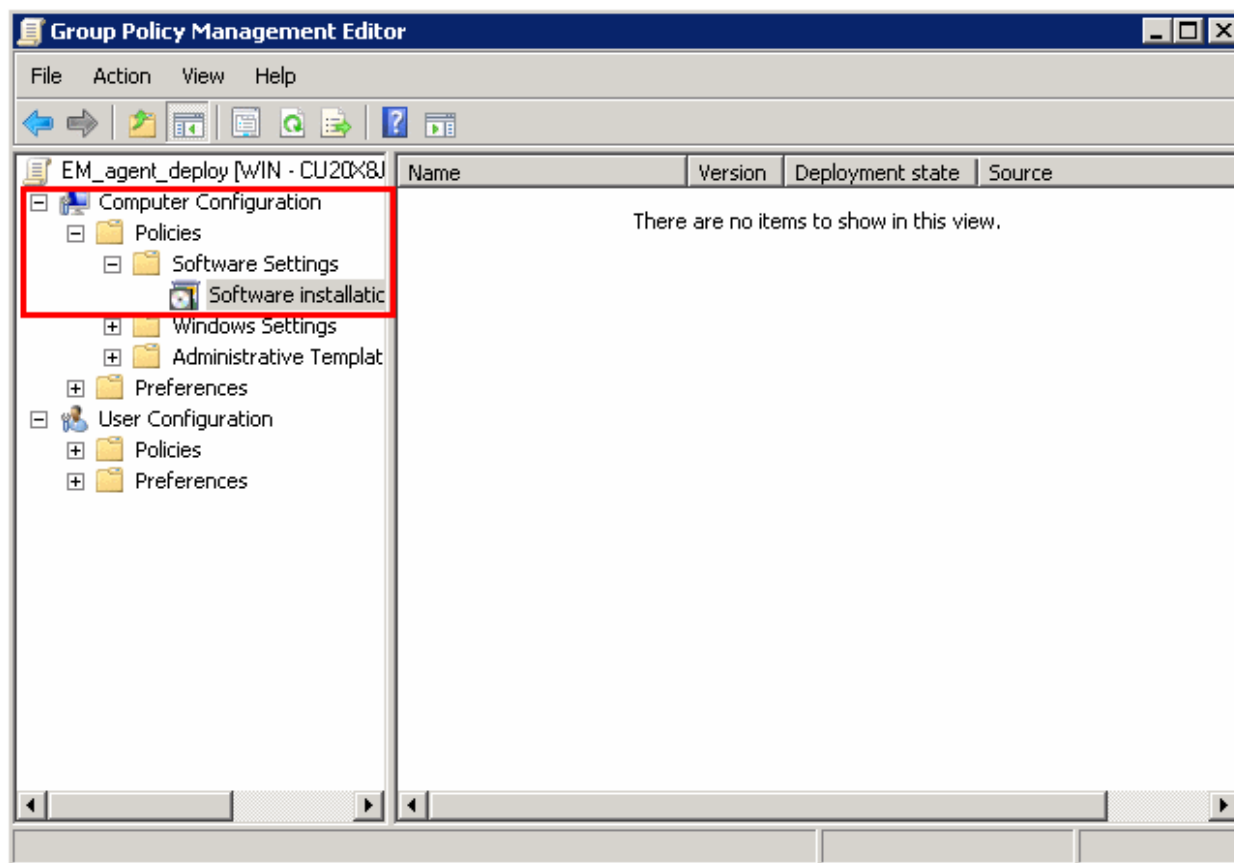 Group Policy Management Editor
File Action View Help
EM_agent_deploy [WIN - CU20X8J
Name Version Deployment state Source
There are no items to show in this view.
Computer Configuration
Policies
Software Settings
Software installatic
Windows Settings
Administrative Templat
Preferences
User Configuration
Policies
Preferences